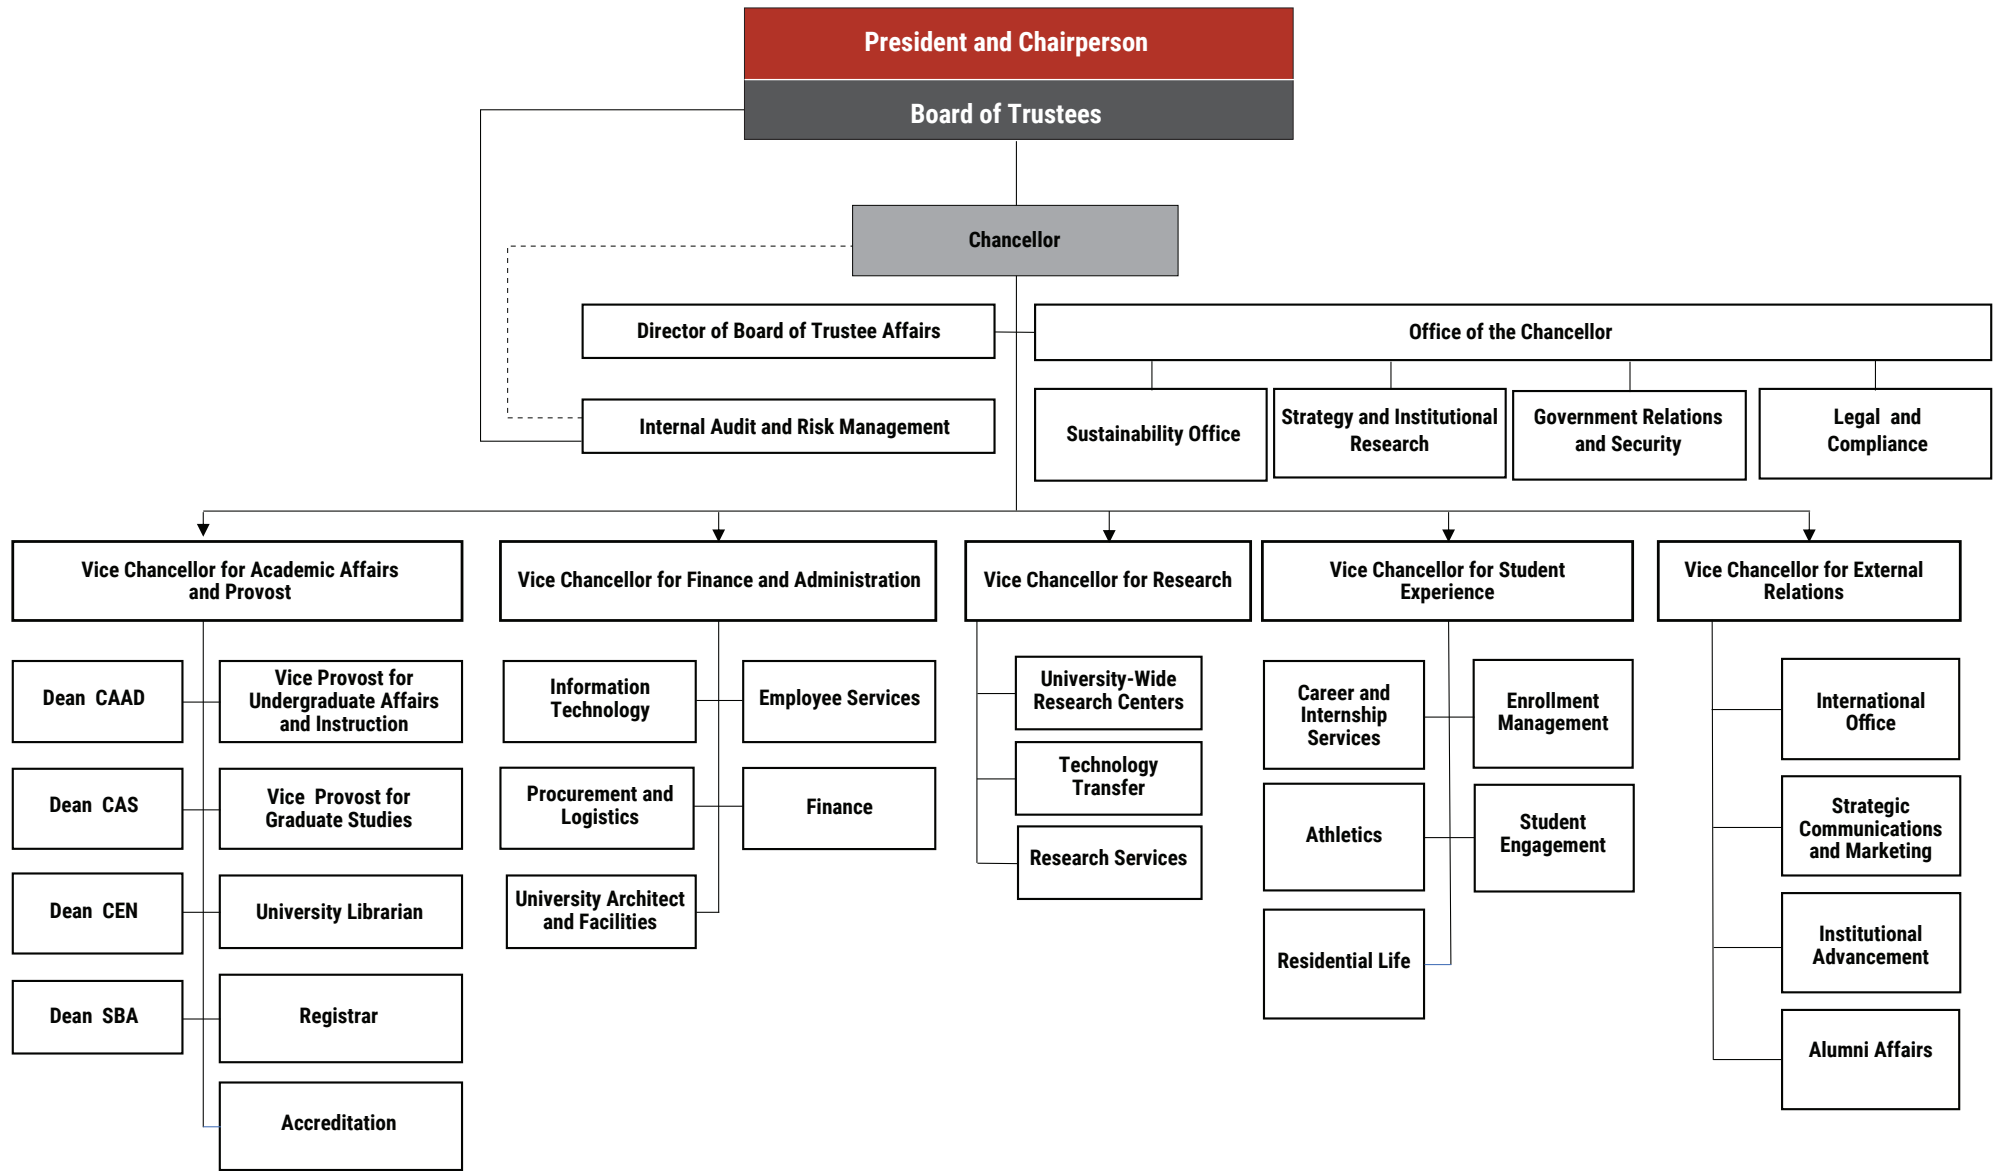 President and Chairperson
Board of Trustees
Chancellor
Director of Board of Trustee Affairs
Office of the Chancellor
Internal Audit and Risk Management
Sustainability Office
Strategy and Institutional
Research
Government Relations
and Security
Legal and
Compliance
Vice Chancellor for Academic Affairs
and Provost
Vice Chancellor for Finance and Administration
Vice Chancellor for Research
Vice Chancellor for Student
Experience
Vice Chancellor for External
Relations
Dean CAAD
Vice Provost for
Undergraduate Affairs
and Instruction
Dean CAS
Vice Provost for
Graduate Studies
Dean CEN
University Librarian
Dean SBA
Registrar
Accreditation
Information
Technology
Employee Services
Procurement and
Logistics
Finance
University Architect
and Facilities
University-Wide
Research Centers
Technology
Transfer
Research Services
Career and
Internship
Services
Enrollment
Management
Athletics
Student
Engagement
Residential Life
International
Office
Strategic
Communications
and Marketing
Institutional
Advancement
Alumni Affairs